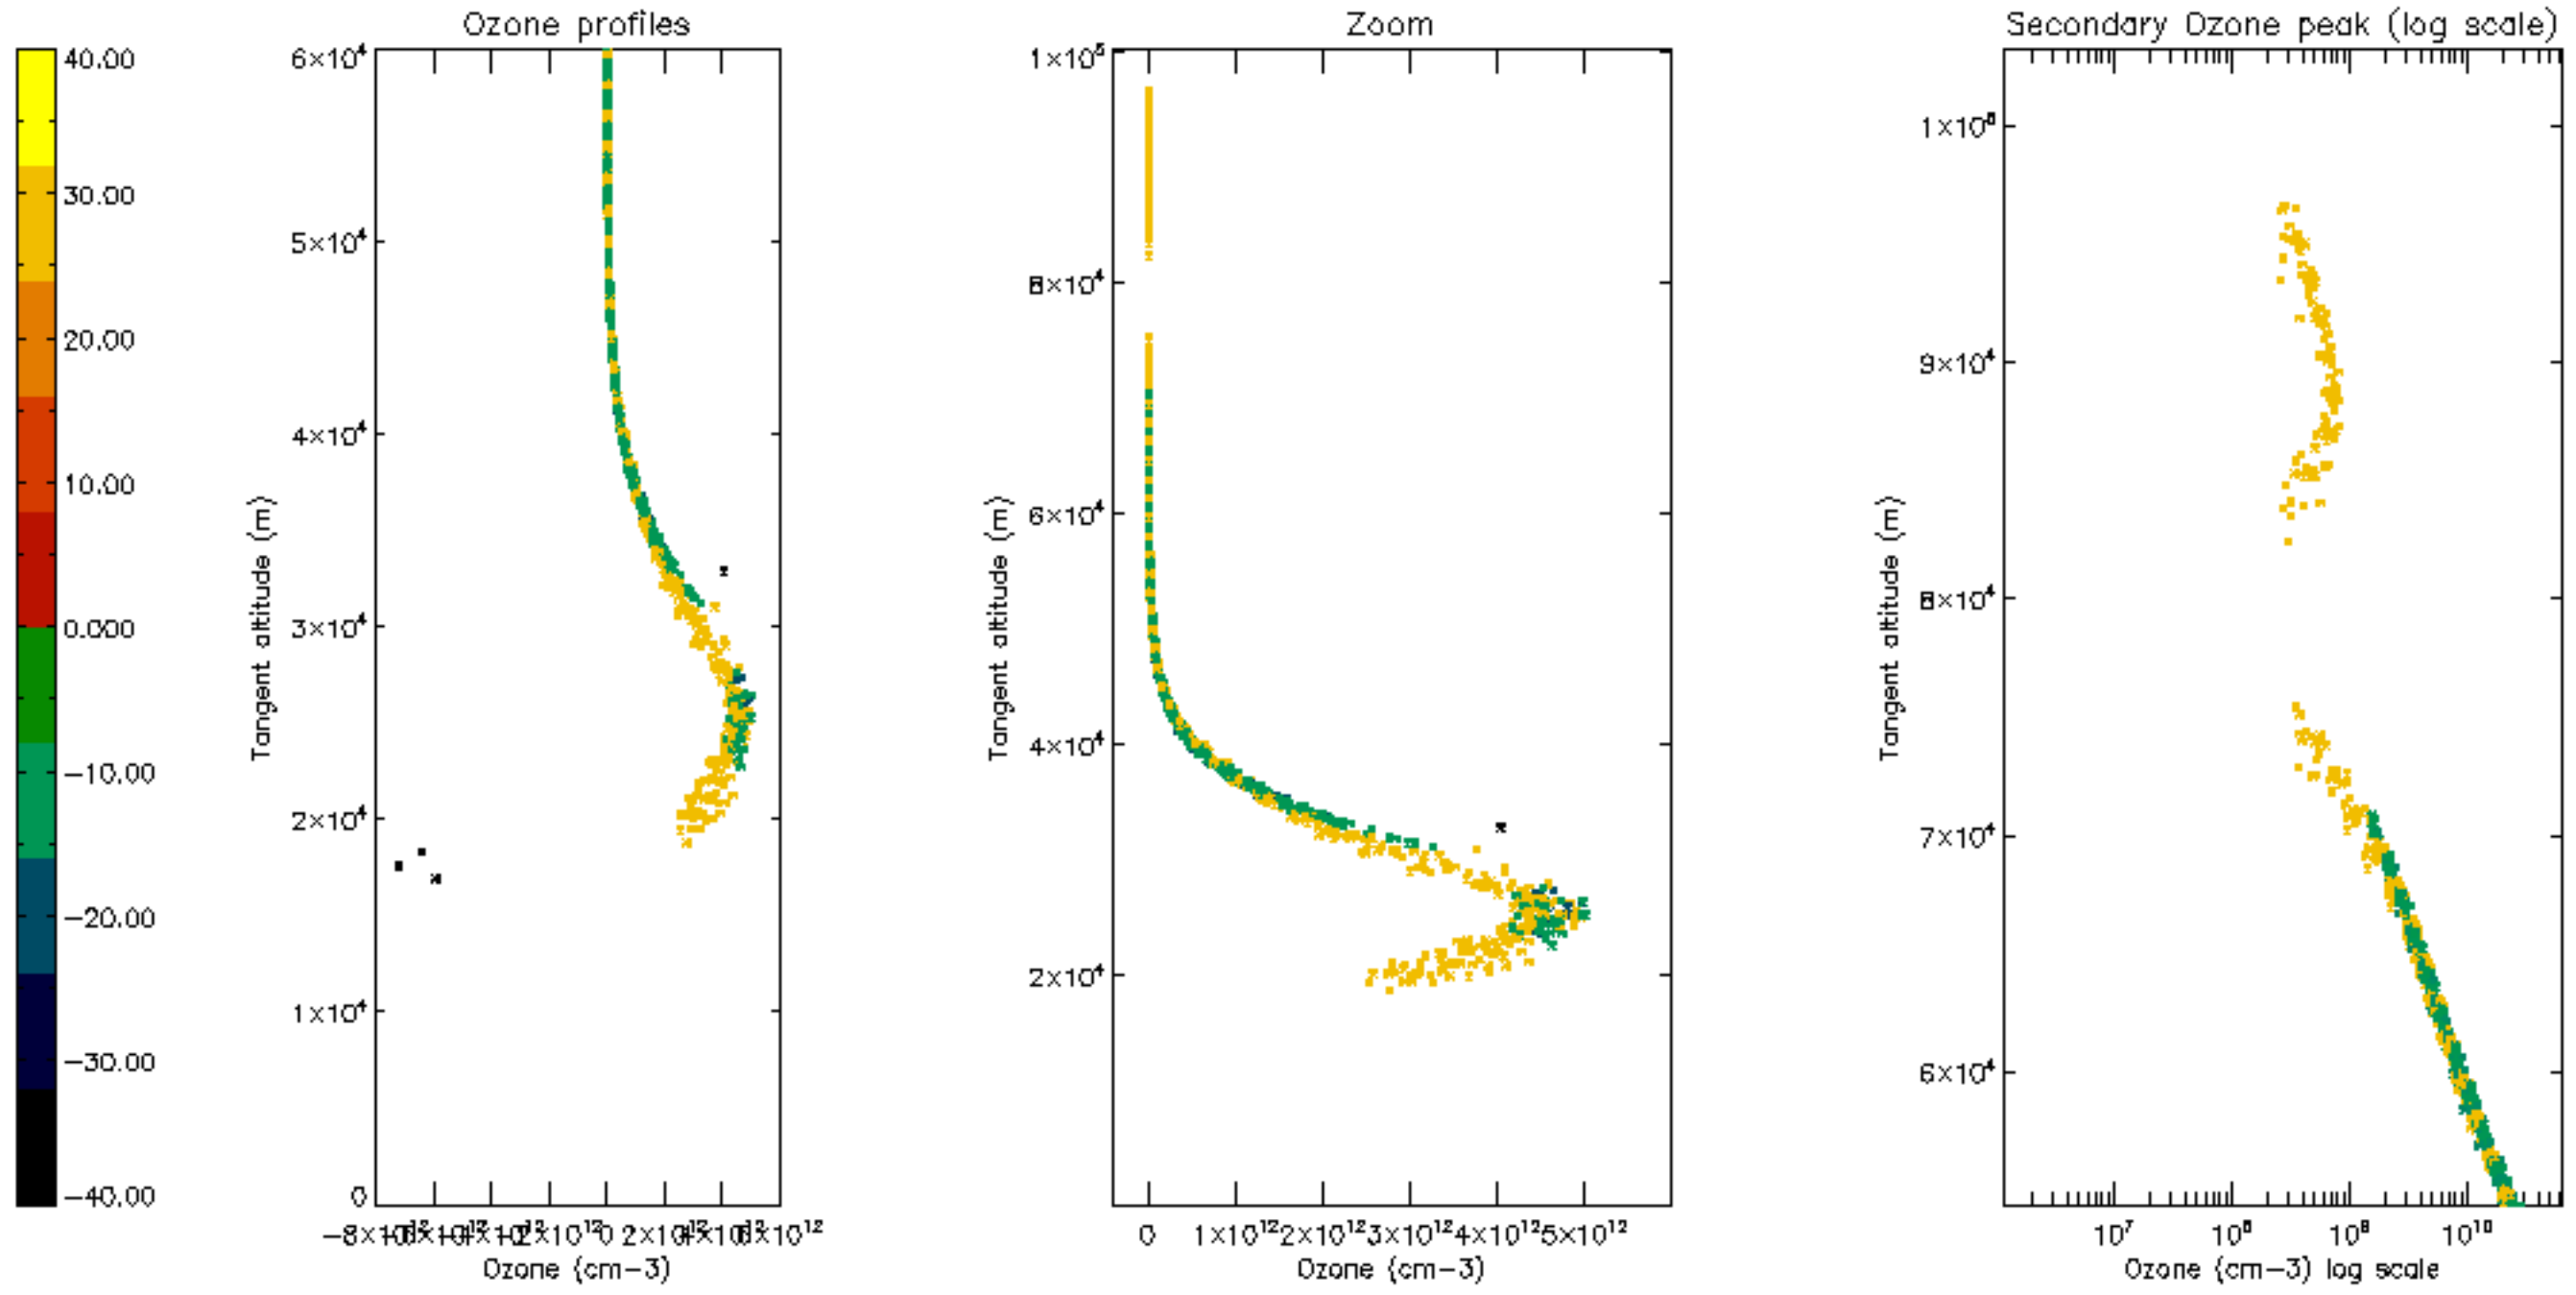 Ozone profiles
Zoom
Secondary Ozone peak (log scale)
40.00
30.00
20.00
10.00
0.000
−10.00
−20.00
−30.00
−40.00
6×10⁴
5×10⁴
4×10⁴
3×10⁴
2×10⁴
1×10⁴
0
Tangent altitude (m)
0
6×10¹²
Ozone (cm−3)
1×10⁵
8×10⁴
6×10⁴
4×10⁴
2×10⁴
Tangent altitude (m)
0 1×10¹² 2×10¹² 3×10¹² 4×10¹² 5×10¹²
Ozone (cm−3)
1×10⁵
9×10⁴
8×10⁴
7×10⁴
6×10⁴
Tangent altitude (m)
10⁷ 10⁸ 10⁹ 10¹⁰
Ozone (cm−3) log scale